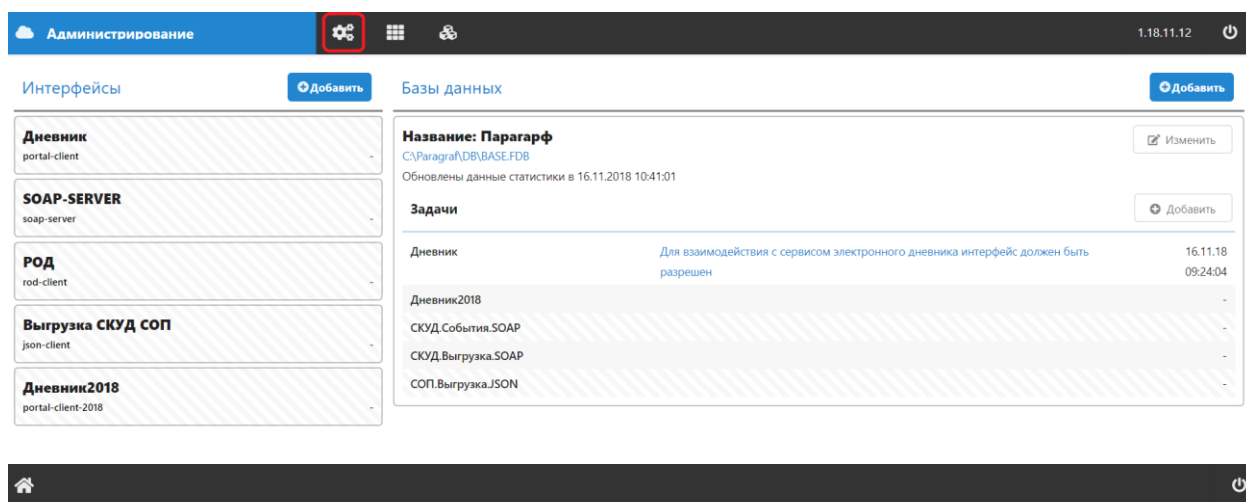 Администрирование
1.18.11.12
Интерфейсы
Добавить
Дневник
portal-client
-
SOAP-SERVER
soap-server
-
РОД
rod-client
-
Выгрузка СКУД СОП
json-client
-
Дневник2018
portal-client-2018
-
Базы данных
Добавить
Название: Парагарф
Изменить
C:\Paragraf\DB\BASE.FDB
Обновлены данные статистики в 16.11.2018 10:41:01
Задачи
Добавить
Дневник
Для взаимодействия с сервисом электронного дневника интерфейс должен быть
разрешен
16.11.18
09:24:04
Дневник2018
-
СКУД.События.SOAP
-
СКУД.Выгрузка.SOAP
-
СОП.Выгрузка.JSON
-